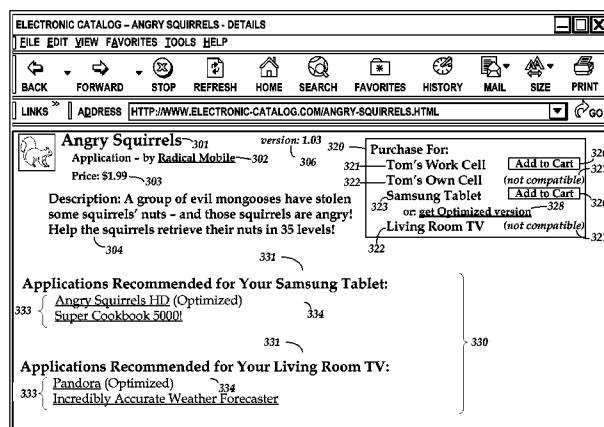 ELECTRONIC CATALOG – ANGRY SQUIRRELS - DETAILS
FILE EDIT VIEW FAVORITES TOOLS HELP
BACK FORWARD STOP REFRESH HOME SEARCH FAVORITES HISTORY MAIL SIZE PRINT
LINKS » ADDRESS HTTP://WWW.ELECTRONIC-CATALOG.COM/ANGRY-SQUIRRELS.HTML GO
Angry Squirrels 301 version: 1.03 320 Purchase For:
Application – by Radical Mobile 302 306 321 Tom's Work Cell Add to Cart
Price: $1.99 303 322 Tom's Own Cell (not compatible)
Description: A group of evil mongooses have stolen 323 Samsung Tablet Add to Cart
some squirrels' nuts – and those squirrels are angry! or: get Optimized version 328
Help the squirrels retrieve their nuts in 35 levels! Living Room TV (not compatible)
304 322
331
Applications Recommended for Your Samsung Tablet:
333 Angry Squirrels HD (Optimized) 334
Super Cookbook 5000!
331 330
Applications Recommended for Your Living Room TV:
333 Pandora (Optimized) 334
Incredibly Accurate Weather Forecaster